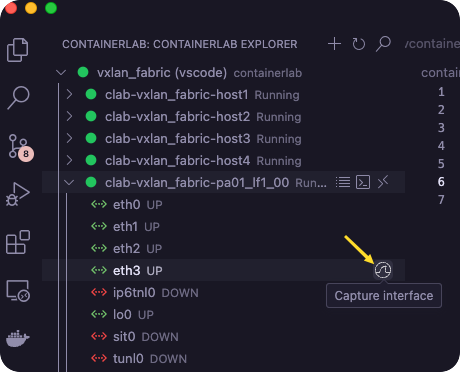 CONTAINERLAB: CONTAINERLAB EXPLORER
/containe
vxlan_fabric (vscode) containerlab
contain
clab-vxlan_fabric-host1 Running
1
clab-vxlan_fabric-host2 Running
2
clab-vxlan_fabric-host3 Running
3
8
clab-vxlan_fabric-host4 Running
4
5
clab-vxlan_fabric-pa01_lf1_00 Run...
6
eth0 UP
7
eth1 UP
eth2 UP
eth3 UP
Capture interface
ip6tnl0 DOWN
lo0 UP
sit0 DOWN
tunl0 DOWN